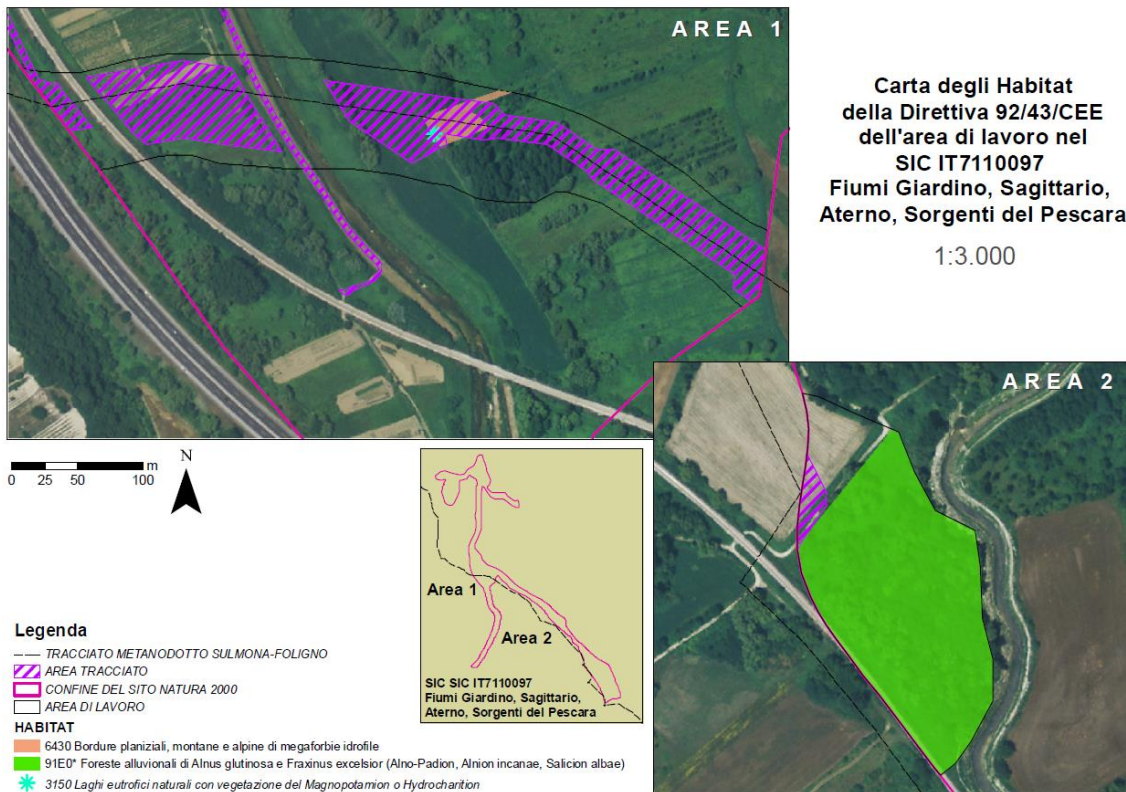 AREA 1
Carta degli Habitat
della Direttiva 92/43/CEE
dell'area di lavoro nel
SIC IT7110097
Fiumi Giardino, Sagittario,
Aterno, Sorgenti del Pescara
1:3.000
AREA 2
0 25 50 100 m
N
Area 1
Area 2
SIC SIC IT7110097
Fiumi Giardino, Sagittario,
Aterno, Sorgenti del Pescara
Legenda
TRACCIATO METANODOTTO SULMONA-FOLIGNO
AREA TRACCIATO
CONFINE DEL SITO NATURA 2000
AREA DI LAVORO
HABITAT
6430 Bordure planiziali, montane e alpine di megaforbie idrofile
91E0* Foreste alluvionali di Alnus glutinosa e Fraxinus excelsior (Alno-Padion, Alnion incanae, Salicion albae)
3150 Laghi eutrofici naturali con vegetazione del Magnopotamion o Hydrocharition